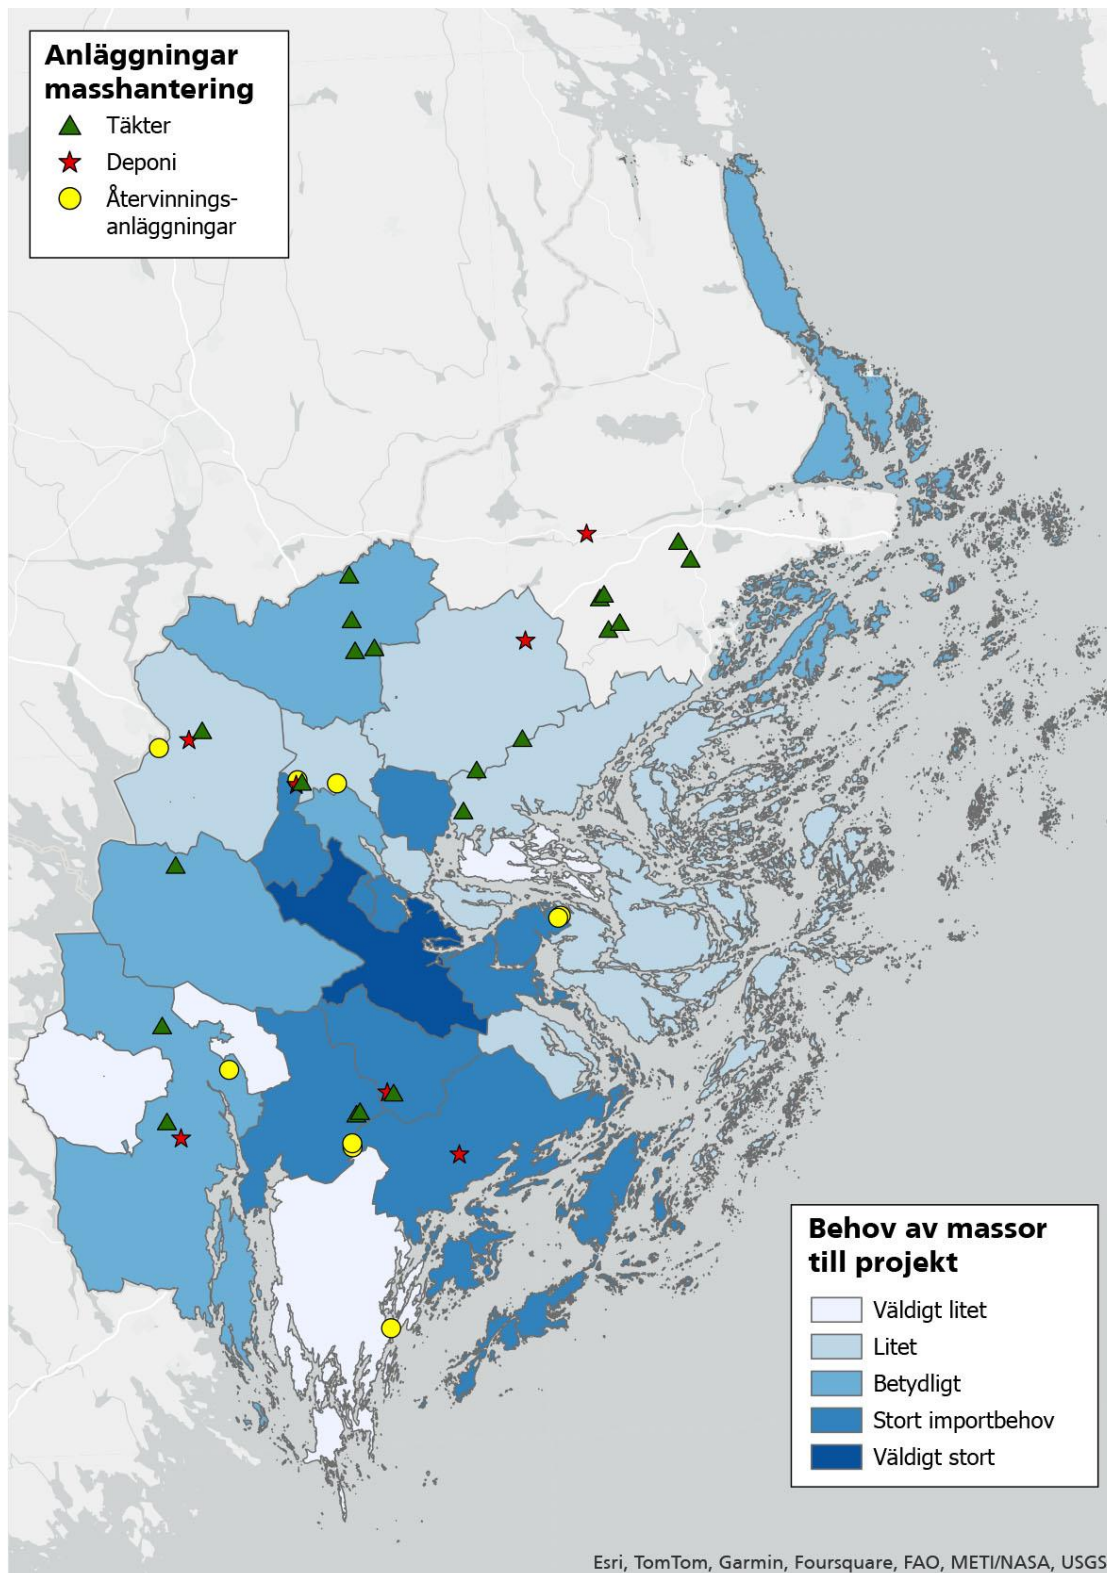 Anläggningar
masshantering
Täkter
Deponi
Återvinnings-
anläggningar
Behov av massor
till projekt
Väldigt litet
Litet
Betydligt
Stort importbehov
Väldigt stort
Esri, TomTom, Garmin, Foursquare, FAO, METI/NASA, USGS